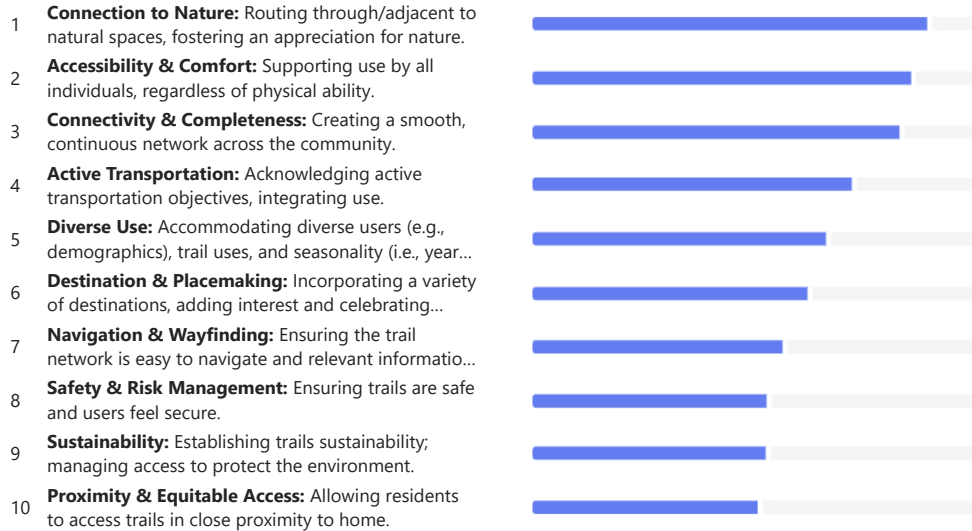 1 Connection to Nature: Routing through/adjacent to
natural spaces, fostering an appreciation for nature.
2 Accessibility & Comfort: Supporting use by all
individuals, regardless of physical ability.
3 Connectivity & Completeness: Creating a smooth,
continuous network across the community.
4 Active Transportation: Acknowledging active
transportation objectives, integrating use.
5 Diverse Use: Accommodating diverse users (e.g.,
demographics), trail uses, and seasonality (i.e., year…
6 Destination & Placemaking: Incorporating a variety
of destinations, adding interest and celebrating…
7 Navigation & Wayfinding: Ensuring the trail
network is easy to navigate and relevant informatio…
8 Safety & Risk Management: Ensuring trails are safe
and users feel secure.
9 Sustainability: Establishing trails sustainability;
managing access to protect the environment.
10 Proximity & Equitable Access: Allowing residents
to access trails in close proximity to home.